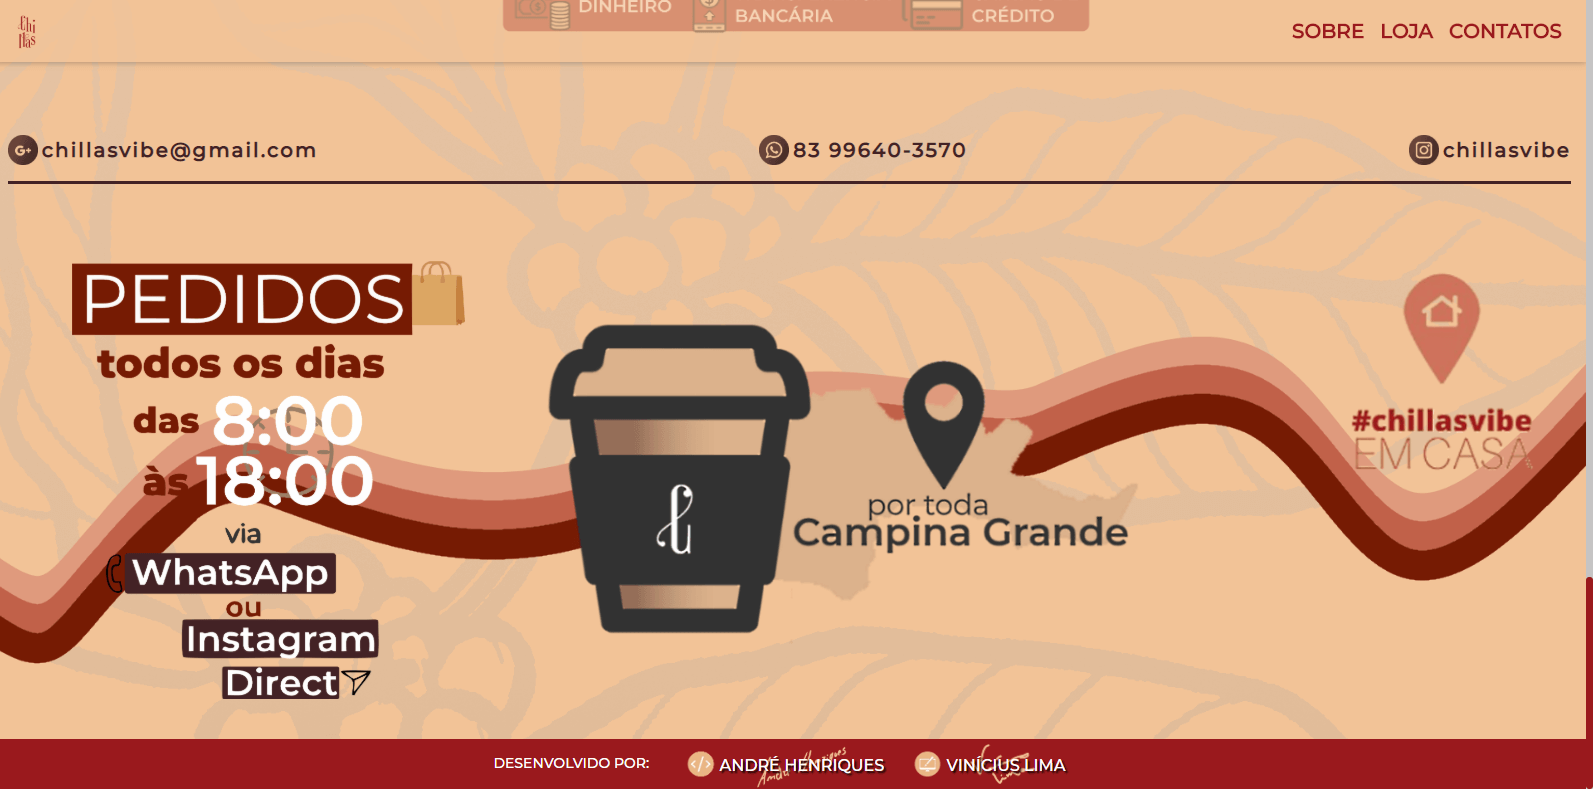 Chi
llás
DINHEIRO
BANCÁRIA
CRÉDITO
SOBRE LOJA CONTATOS
G+ chillasvibe@gmail.com
83 99640-3570
chillasvibe
PEDIDOS
todos os dias
das 8:00
às 18:00
via
WhatsApp
ou
Instagram
Direct
por toda
Campina Grande
#chillasvibe
EM CASA
DESENVOLVIDO POR:
ANDRÉ HENRIQUES
VINÍCIUS LIMA